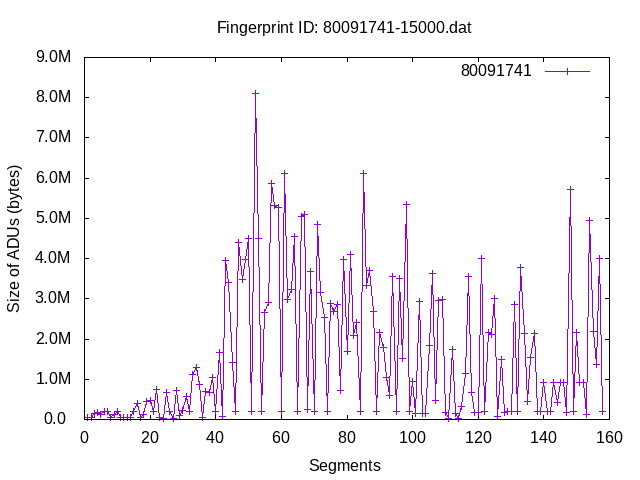 Fingerprint ID: 80091741-15000.dat
9.0M
80091741
8.0M
7.0M
6.0M
5.0M
4.0M
3.0M
2.0M
1.0M
0.0
Size of ADUs (bytes)
0 20 40 60 80 100 120 140 160
Segments